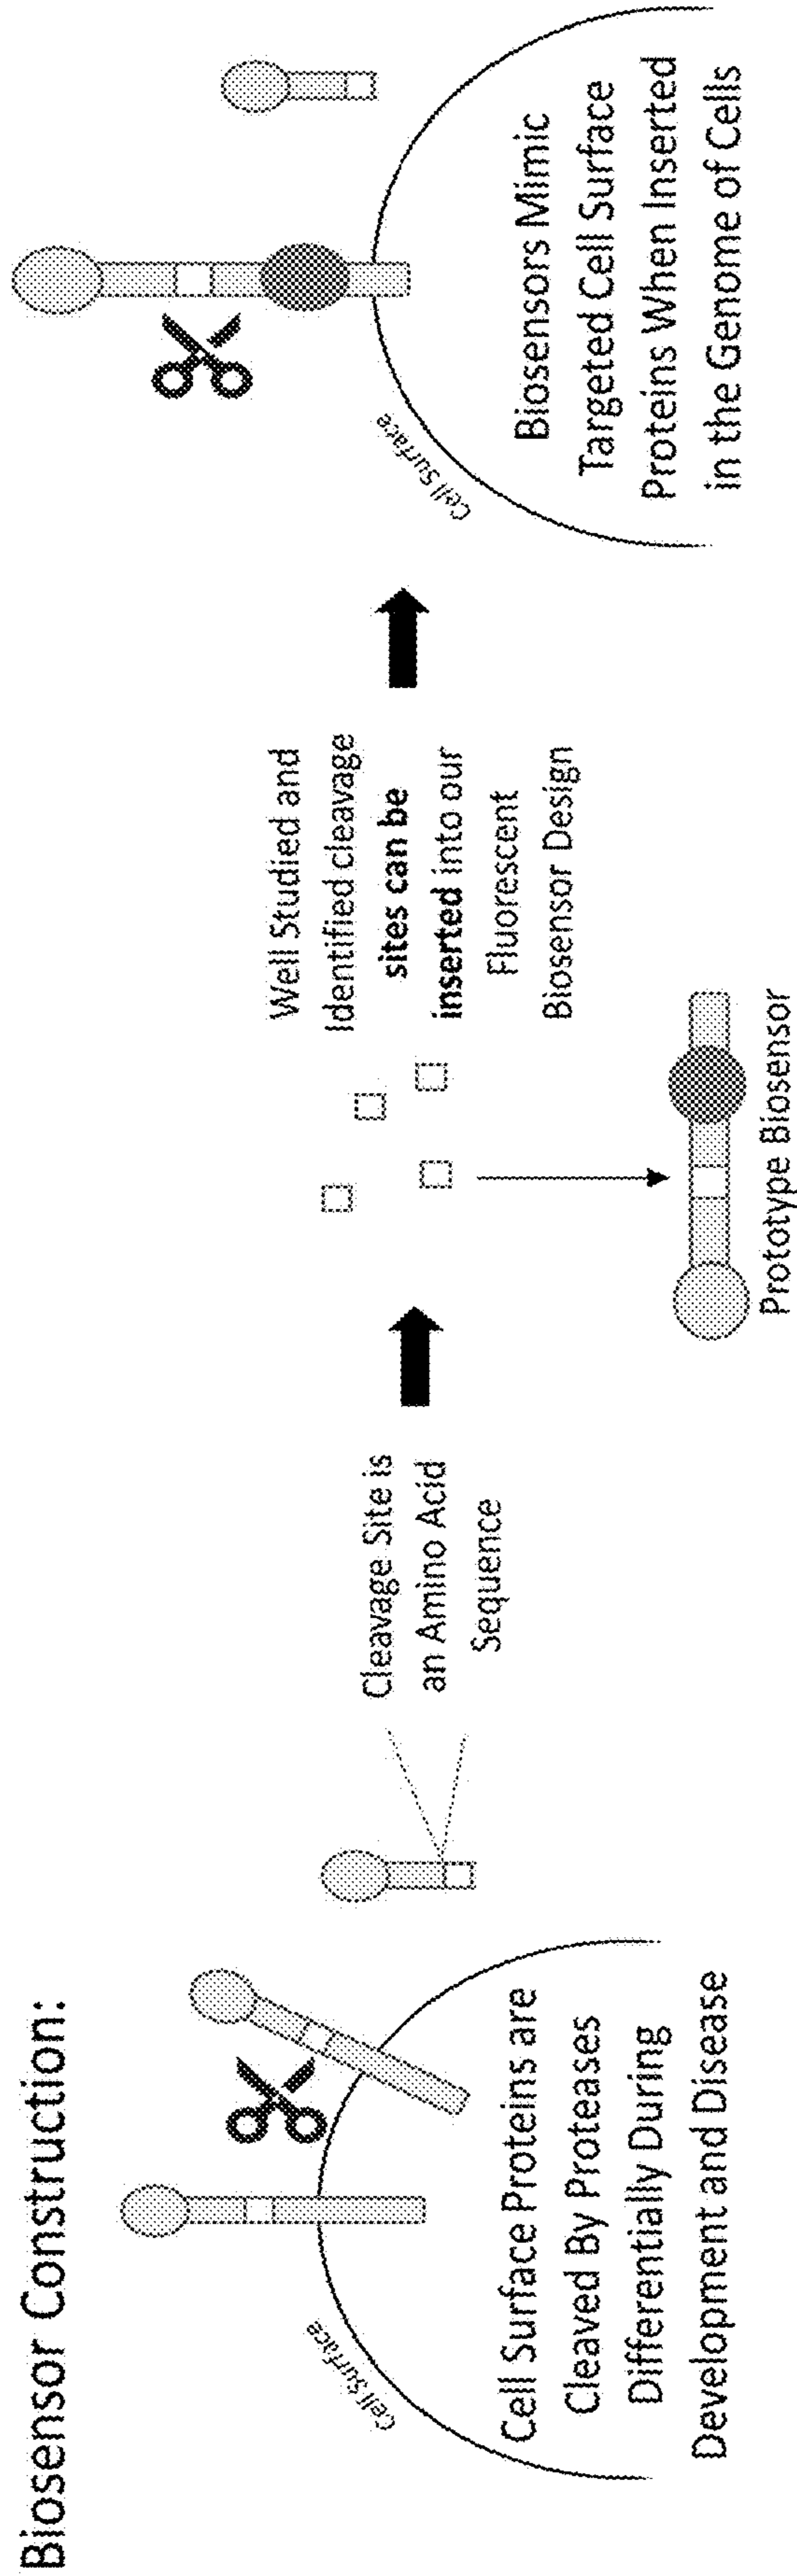 Biosensor Construction:
Cell Surface
Cell Surface Proteins are
Cleaved By Proteases
Differentially During
Development and Disease
Cleavage Site is
an Amino Acid
Sequence
Well Studied and
Identified cleavage
sites can be
inserted into our
Fluorescent
Biosensor Design
Prototype Biosensor
Cell Surface
Biosensors Mimic
Targeted Cell Surface
Proteins When Inserted
in the Genome of Cells